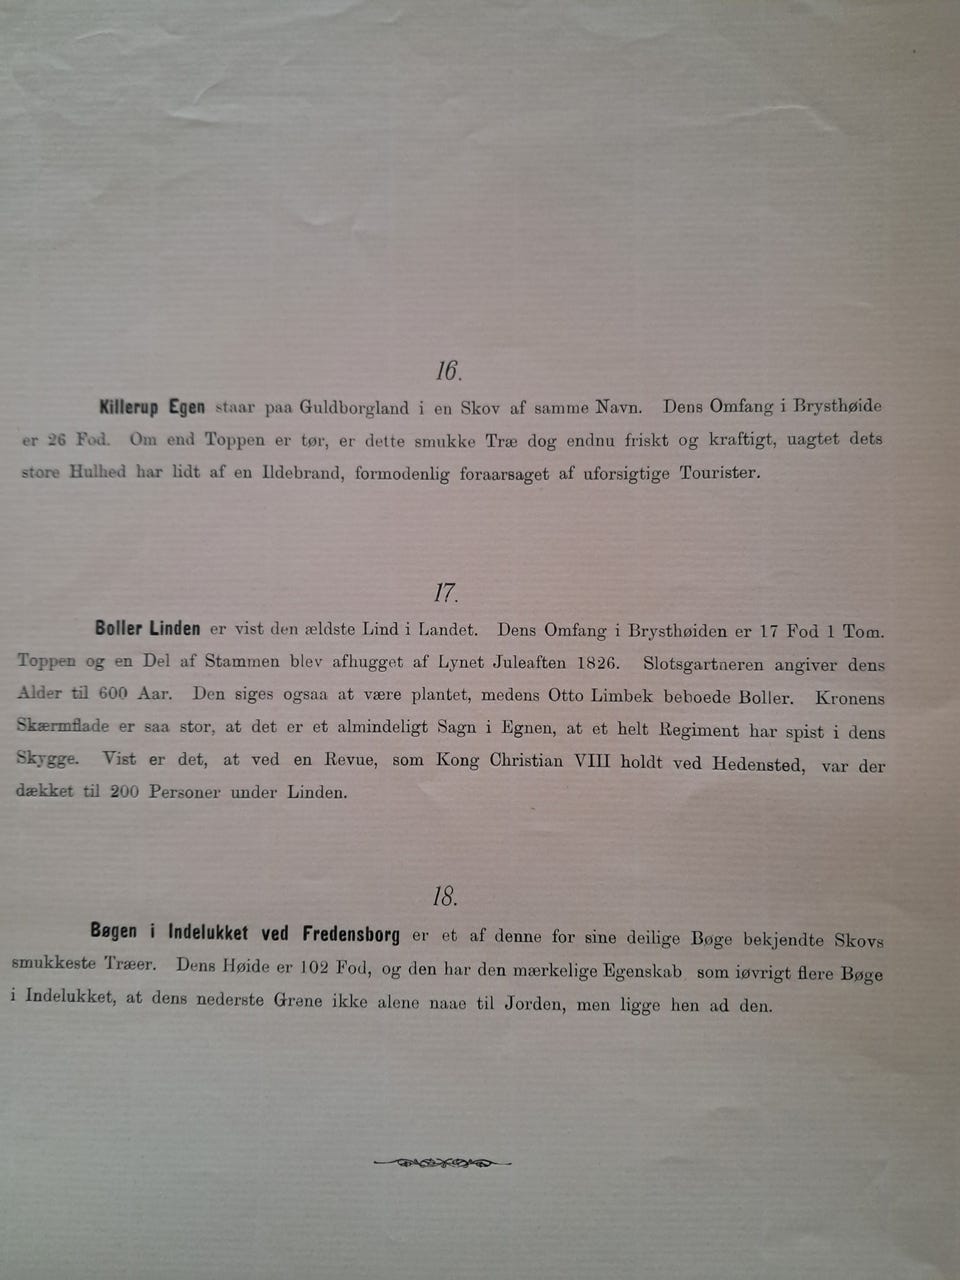 16.
Killerup Egen staar paa Guldborgland i en Skov af samme Navn. Dens Omfang i Brysthøide
er 26 Fod. Om end Toppen er tør, er dette smukke Træ dog endnu friskt og kraftigt, uagtet dets
store Hulhed har lidt af en Ildebrand, formodenlig foraarsaget af uforsigtige Tourister.
17.
Boller Linden er vist den ældste Lind i Landet. Dens Omfang i Brysthøiden er 17 Fod 1 Tom.
Toppen og en Del af Stammen blev afhugget af Lynet Juleaften 1826. Slotsgartneren angiver dens
Alder til 600 Aar. Den siges ogsaa at være plantet, medens Otto Limbek beboede Boller. Kronens
Skærmflade er saa stor, at det er et almindeligt Sagn i Egnen, at et helt Regiment har spist i dens
Skygge. Vist er det, at ved en Revue, som Kong Christian VIII holdt ved Hedensted, var der
dækket til 200 Personer under Linden.
18.
Bøgen i Indelukket ved Fredensborg er et af denne for sine deilige Bøge bekjendte Skovs
smukkeste Træer. Dens Høide er 102 Fod, og den har den mærkelige Egenskab som iøvrigt flere Bøge
i Indelukket, at dens nederste Grene ikke alene naae til Jorden, men ligge hen ad den.